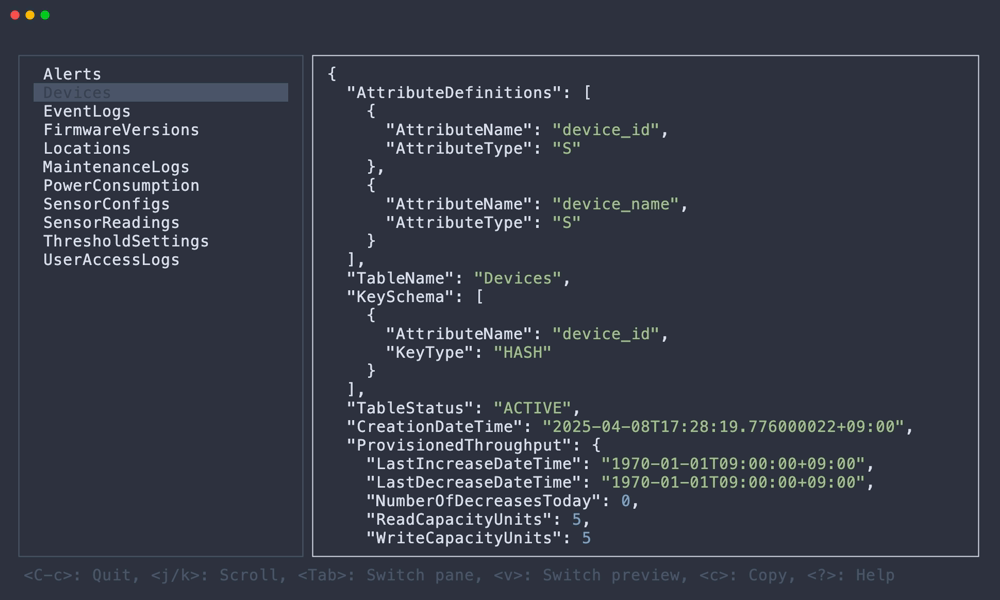 Alerts
Devices
EventLogs
FirmwareVersions
Locations
MaintenanceLogs
PowerConsumption
SensorConfigs
SensorReadings
ThresholdSettings
UserAccessLogs
{
  "AttributeDefinitions": [
    {
      "AttributeName": "device_id",
      "AttributeType": "S"
    },
    {
      "AttributeName": "device_name",
      "AttributeType": "S"
    }
  ],
  "TableName": "Devices",
  "KeySchema": [
    {
      "AttributeName": "device_id",
      "KeyType": "HASH"
    }
  ],
  "TableStatus": "ACTIVE",
  "CreationDateTime": "2025-04-08T17:28:19.776000022+09:00",
  "ProvisionedThroughput": {
    "LastIncreaseDateTime": "1970-01-01T09:00:00+09:00",
    "LastDecreaseDateTime": "1970-01-01T09:00:00+09:00",
    "NumberOfDecreasesToday": 0,
    "ReadCapacityUnits": 5,
    "WriteCapacityUnits": 5
<C-c>: Quit, <j/k>: Scroll, <Tab>: Switch pane, <v>: Switch preview, <c>: Copy, <?>: Help